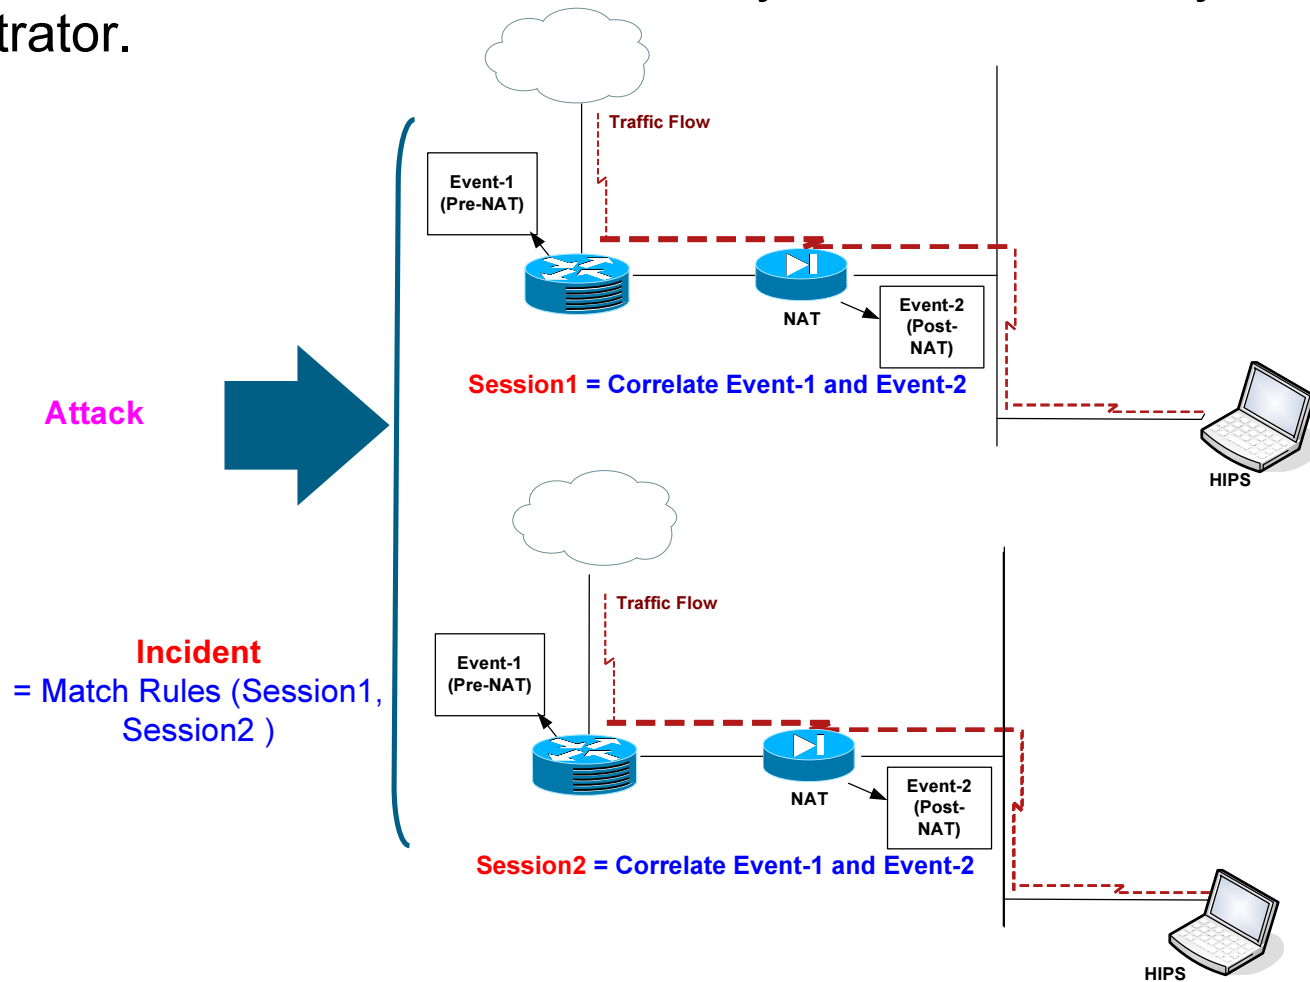 trator.
Traffic Flow
Event-1
(Pre-NAT)
NAT
Event-2
(Post-
NAT)
Session1 = Correlate Event-1 and Event-2
Attack
HIPS
Traffic Flow
Incident
= Match Rules (Session1,
Session2 )
Event-1
(Pre-NAT)
NAT
Event-2
(Post-
NAT)
Session2 = Correlate Event-1 and Event-2
HIPS